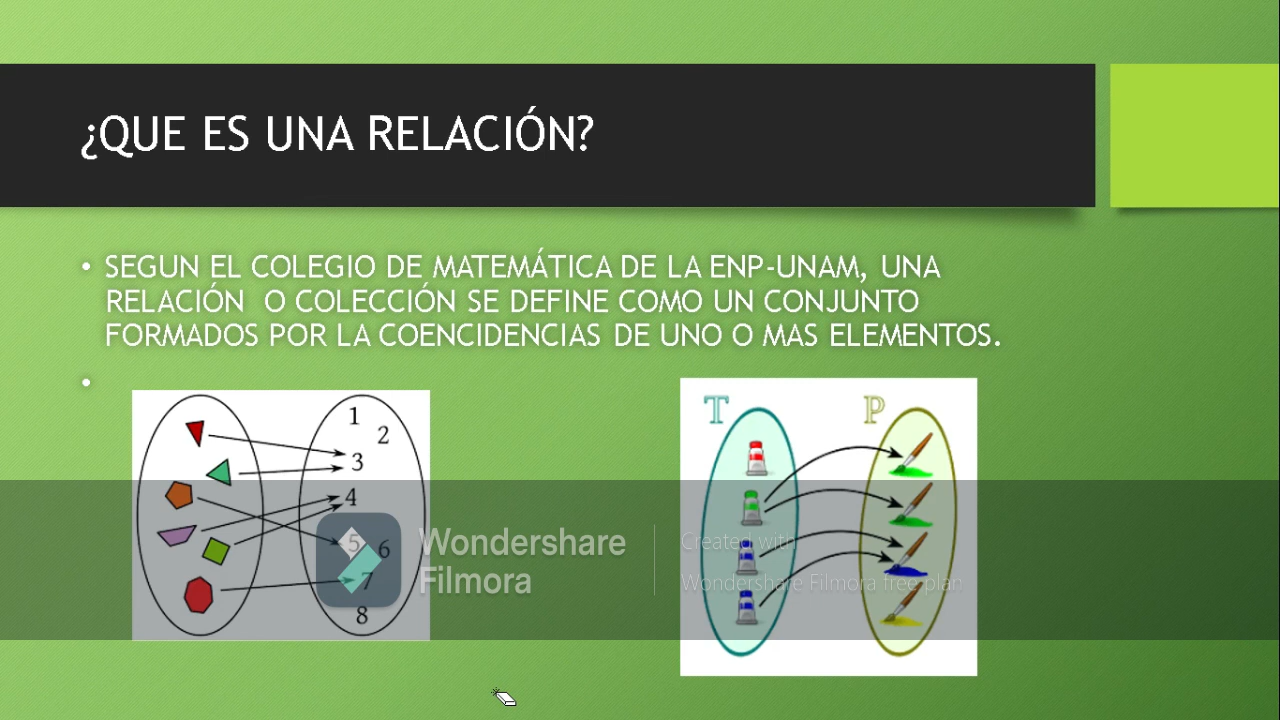 ¿QUE ES UNA RELACIÓN?
• SEGUN EL COLEGIO DE MATEMÁTICA DE LA ENP-UNAM, UNA
RELACIÓN O COLECCIÓN SE DEFINE COMO UN CONJUNTO
FORMADOS POR LA COENCIDENCIAS DE UNO O MAS ELEMENTOS.
•
1
2
3
4
5
6
7
8
T
P
Wondershare
Filmora
Created with
Wondershare Filmora free plan